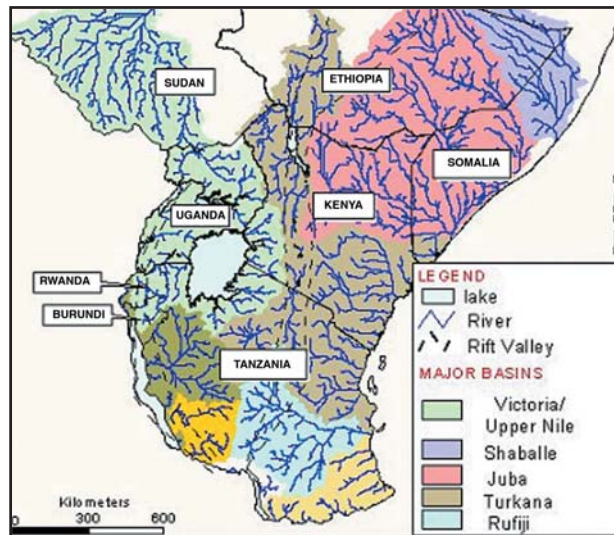 SUDAN
ETHIOPIA
SOMALIA
KENYA
UGANDA
RWANDA
BURUNDI
TANZANIA
LEGEND
lake
River
Rift Valley
MAJOR BASINS
Victoria/
Upper Nile
Shaballe
Juba
Turkana
Rufiji
Kilometers
0 300 600